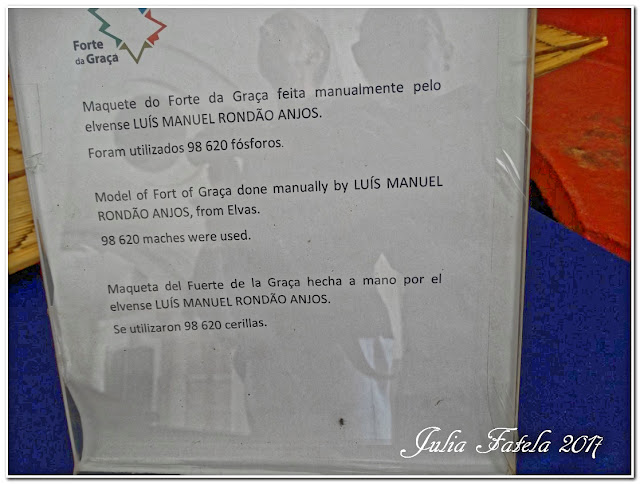 Forte
da Graça
Maquete do Forte da Graça feita manualmente pelo
elvense LUÍS MANUEL RONDÃO ANJOS.
Foram utilizados 98 620 fósforos.
Model of Fort of Graça done manually by LUÍS MANUEL
RONDÃO ANJOS, from Elvas.
98 620 maches were used.
Maqueta del Fuerte de la Graça hecha a mano por el
elvense LUÍS MANUEL RONDÃO ANJOS.
Se utilizaron 98 620 cerillas.
Julia Fatela 2017